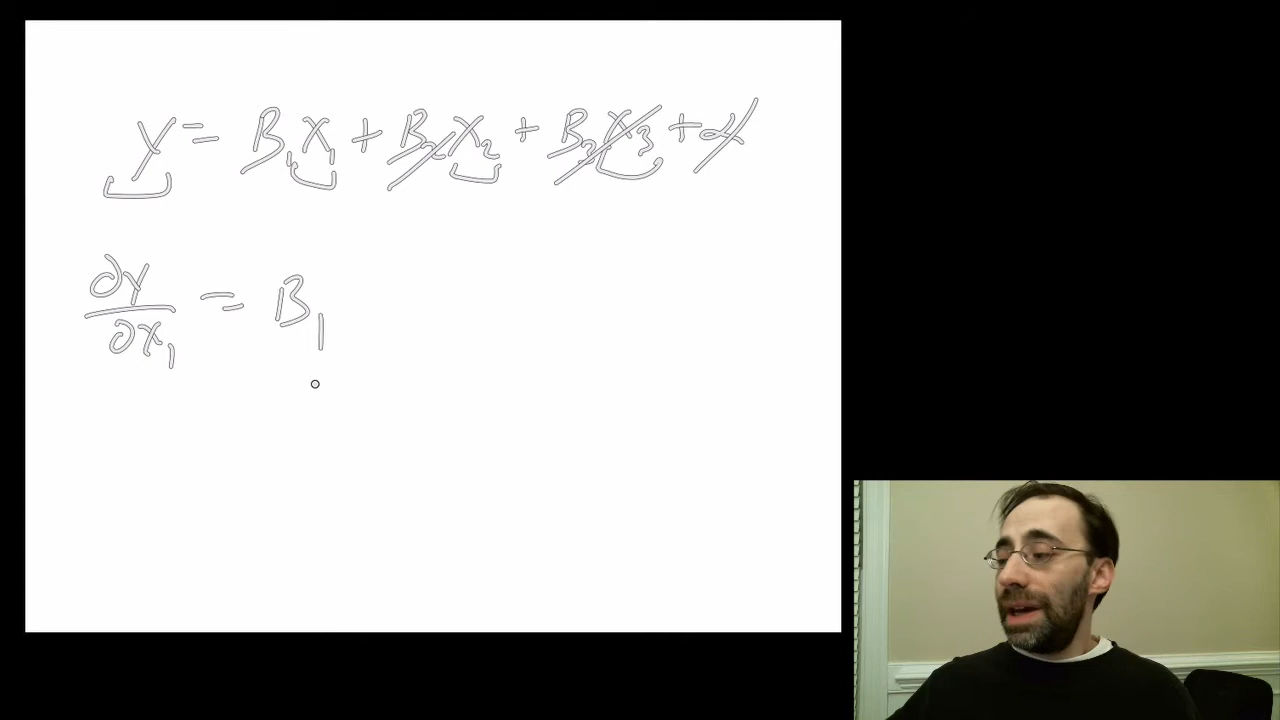 y = B₁x₁ + B₂x₂ + B₃x₃ + α
∂y/∂x₁ = B₁